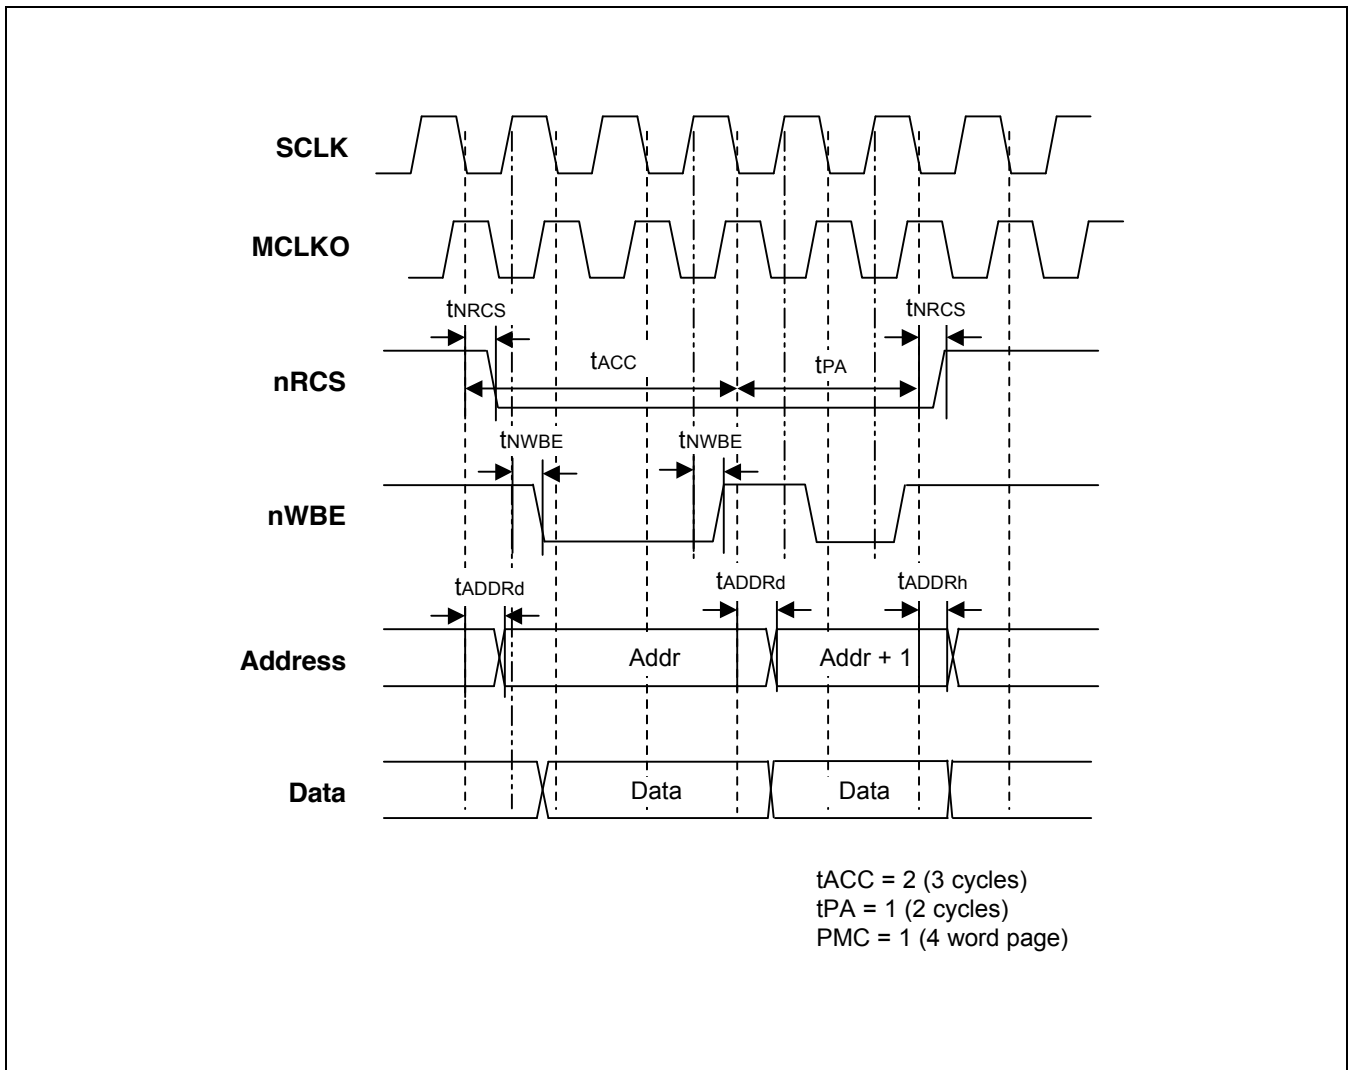 SCLK
MCLKO
tNRCS
tNRCS
nRCS
tACC
tPA
tNWBE
tNWBE
nWBE
tADDRd
tADDRd
tADDRh
Address
Addr
Addr + 1
Data
Data
Data
tACC = 2 (3 cycles)
tPA = 1 (2 cycles)
PMC = 1 (4 word page)